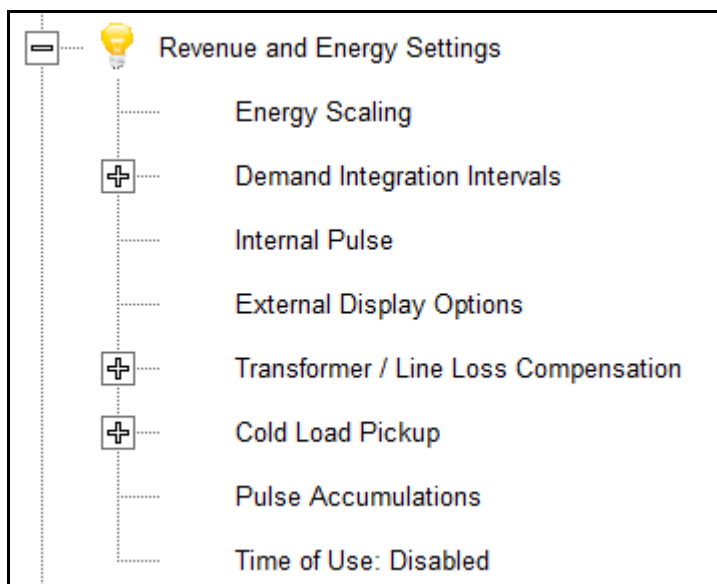 Revenue and Energy Settings
Energy Scaling
Demand Integration Intervals
Internal Pulse
External Display Options
Transformer / Line Loss Compensation
Cold Load Pickup
Pulse Accumulations
Time of Use: Disabled